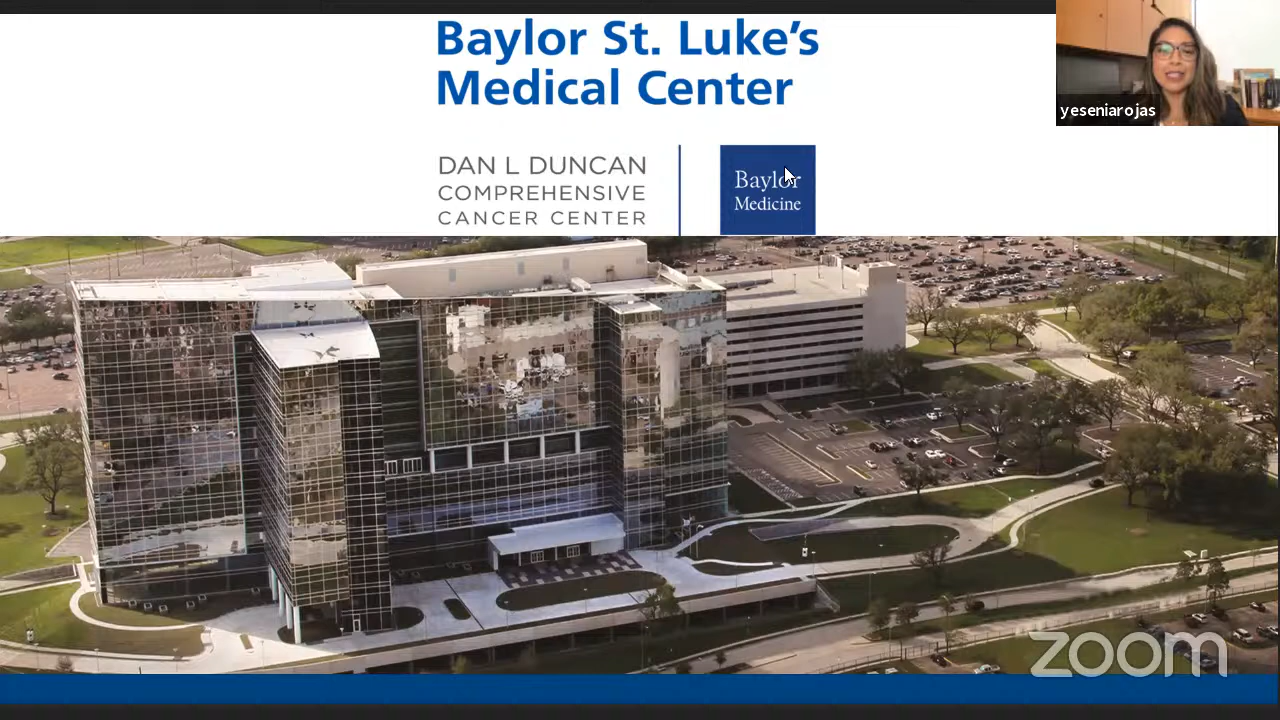 Baylor St. Luke's
Medical Center
yeseniarojas
DAN L DUNCAN
COMPREHENSIVE
CANCER CENTER
Baylor
Medicine
zoom